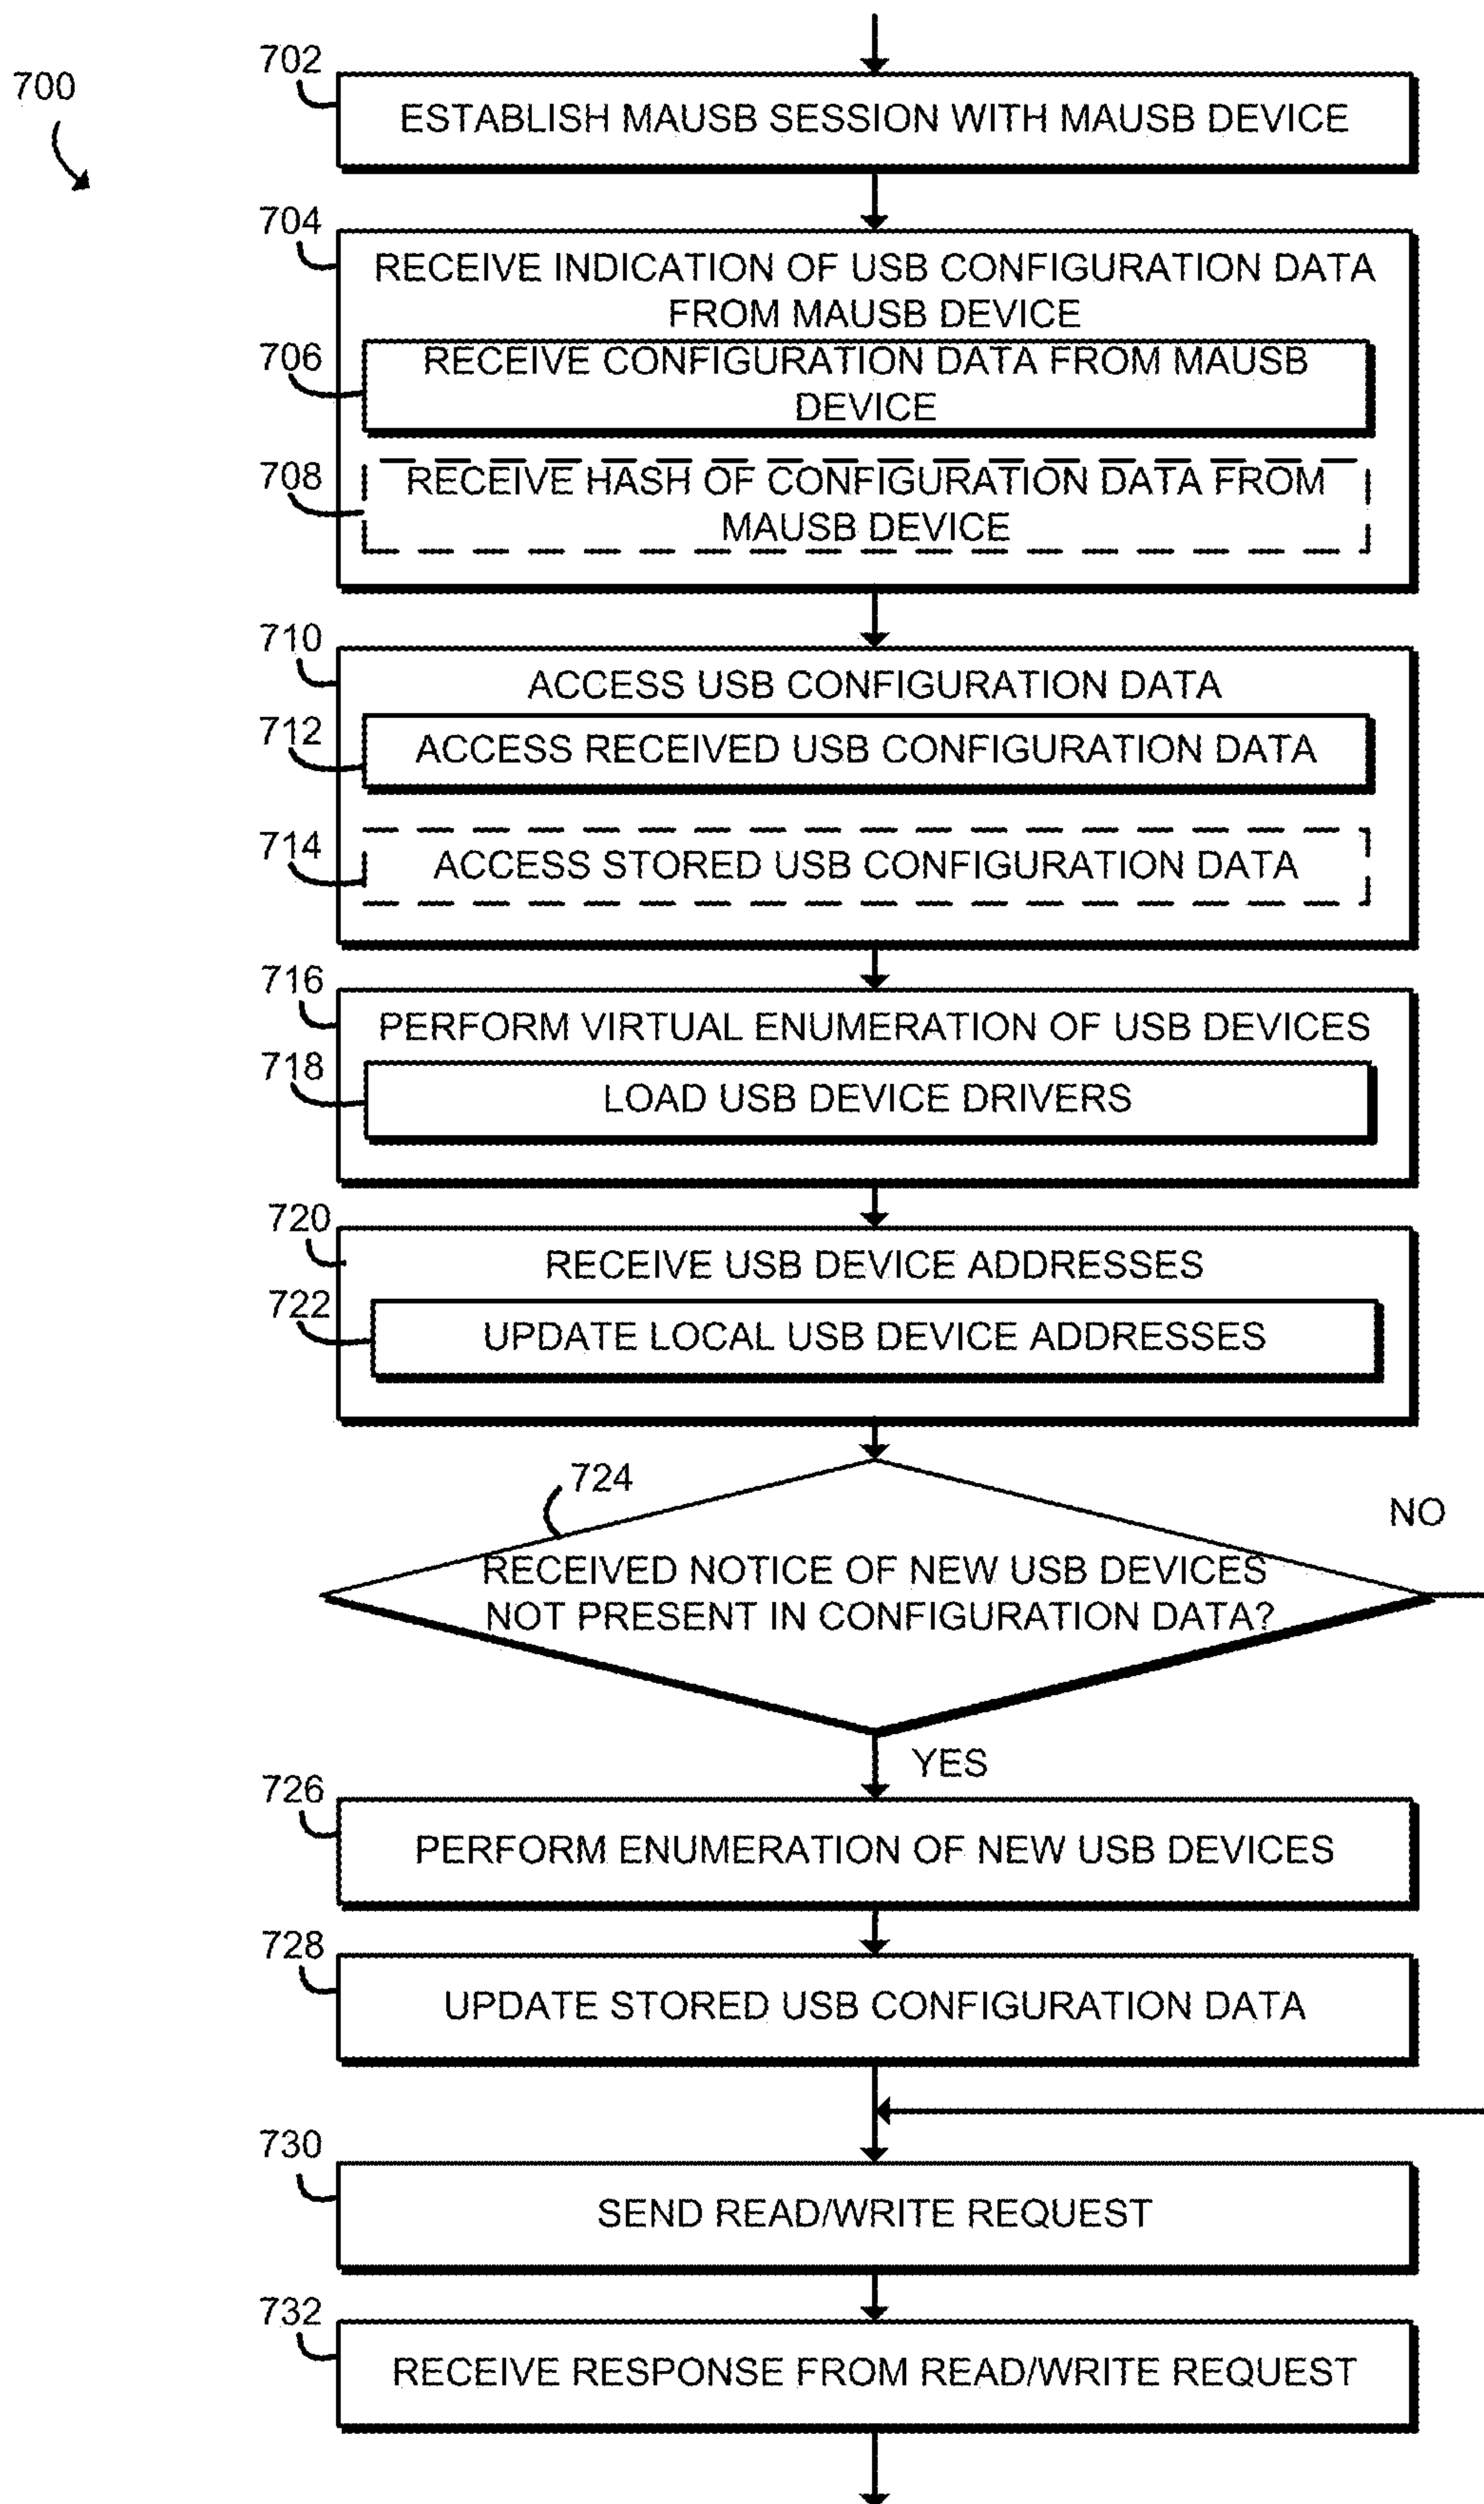 702
700
ESTABLISH MAUSB SESSION WITH MAUSB DEVICE
704
RECEIVE INDICATION OF USB CONFIGURATION DATA
FROM MAUSB DEVICE
706
RECEIVE CONFIGURATION DATA FROM MAUSB
DEVICE
708
RECEIVE HASH OF CONFIGURATION DATA FROM
MAUSB DEVICE
710
ACCESS USB CONFIGURATION DATA
712
ACCESS RECEIVED USB CONFIGURATION DATA
714
ACCESS STORED USB CONFIGURATION DATA
716
PERFORM VIRTUAL ENUMERATION OF USB DEVICES
718
LOAD USB DEVICE DRIVERS
720
RECEIVE USB DEVICE ADDRESSES
722
UPDATE LOCAL USB DEVICE ADDRESSES
724
NO
RECEIVED NOTICE OF NEW USB DEVICES
NOT PRESENT IN CONFIGURATION DATA?
YES
726
PERFORM ENUMERATION OF NEW USB DEVICES
728
UPDATE STORED USB CONFIGURATION DATA
730
SEND READ/WRITE REQUEST
732
RECEIVE RESPONSE FROM READ/WRITE REQUEST